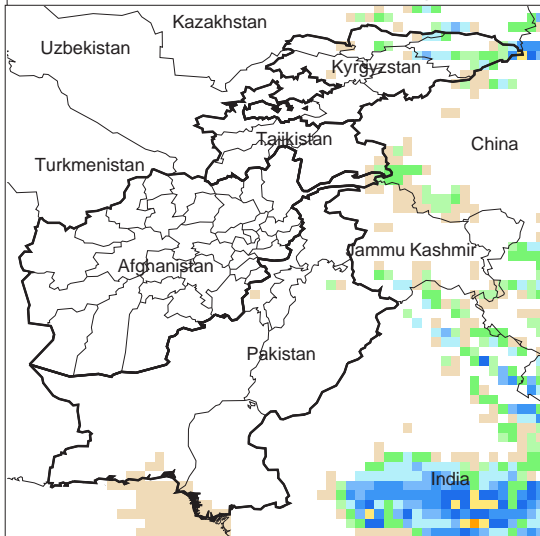 Kazakhstan
Uzbekistan
Kyrgyzstan
Tajikistan
China
Turkmenistan
Jammu Kashmir
Afghanistan
Pakistan
India